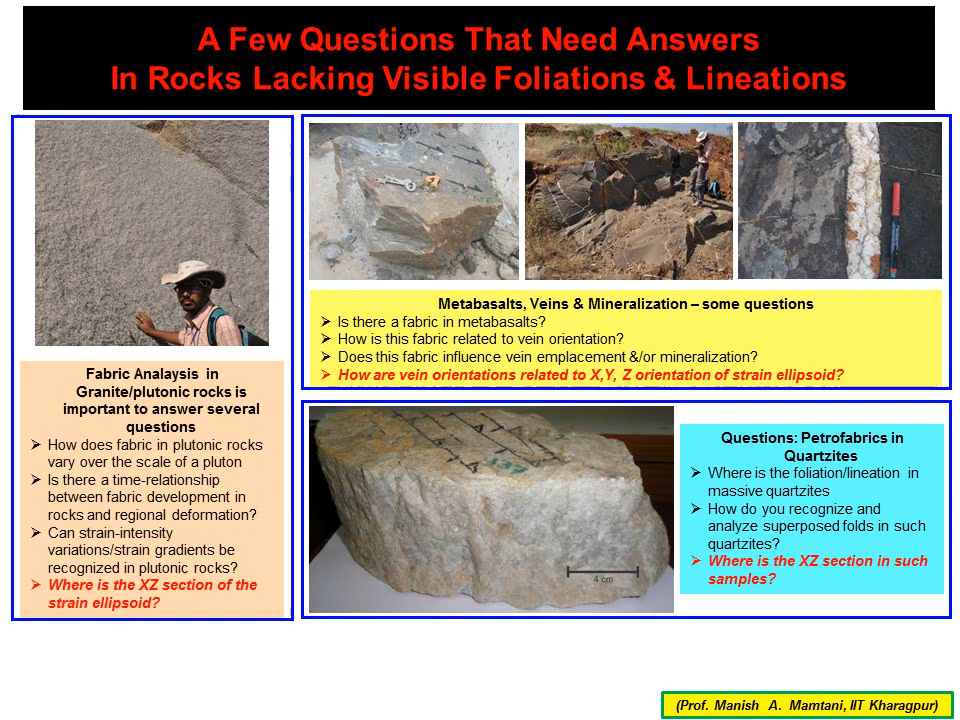 A Few Questions That Need Answers
In Rocks Lacking Visible Foliations & Lineations
Fabric Analaysis in
Granite/plutonic rocks is
important to answer several
questions
➢ How does fabric in plutonic rocks
vary over the scale of a pluton
➢ Is there a time-relationship
between fabric development in
rocks and regional deformation?
➢ Can strain-intensity
variations/strain gradients be
recognized in plutonic rocks?
➢ Where is the XZ section of the
strain ellipsoid?
Metabasalts, Veins & Mineralization – some questions
➢ Is there a fabric in metabasalts?
➢ How is this fabric related to vein orientation?
➢ Does this fabric influence vein emplacement &/or mineralization?
➢ How are vein orientations related to X,Y, Z orientation of strain ellipsoid?
4 cm
Questions: Petrofabrics in
Quartzites
➢ Where is the foliation/lineation in
massive quartzites
➢ How do you recognize and
analyze superposed folds in such
quartzites?
➢ Where is the XZ section in such
samples?
(Prof. Manish A. Mamtani, IIT Kharagpur)